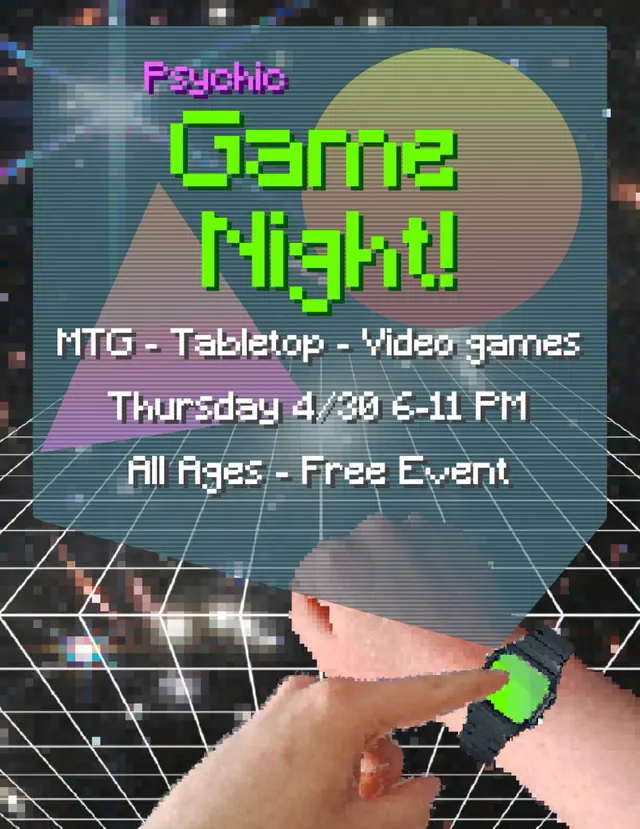 Psychic
Game
Night!
MTG - Tabletop - Video games
Thursday 4/30 6-11 PM
All Ages - Free Event